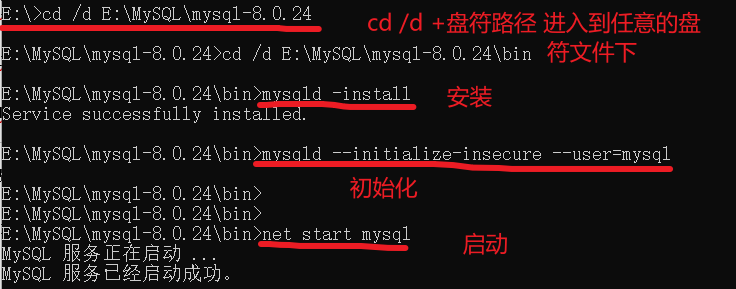 E:\>cd /d E:\MySQL\mysql-8.0.24
cd /d +盘符路径 进入到任意的盘
符文件下
E:\MySQL\mysql-8.0.24>cd /d E:\MySQL\mysql-8.0.24\bin
E:\MySQL\mysql-8.0.24\bin>mysqld -install
安装
Service successfully installed.
E:\MySQL\mysql-8.0.24\bin>mysqld --initialize-insecure --user=mysql
初始化
E:\MySQL\mysql-8.0.24\bin>
E:\MySQL\mysql-8.0.24\bin>
E:\MySQL\mysql-8.0.24\bin>net start mysql
启动
MySQL 服务正在启动 ...
MySQL 服务已经启动成功。